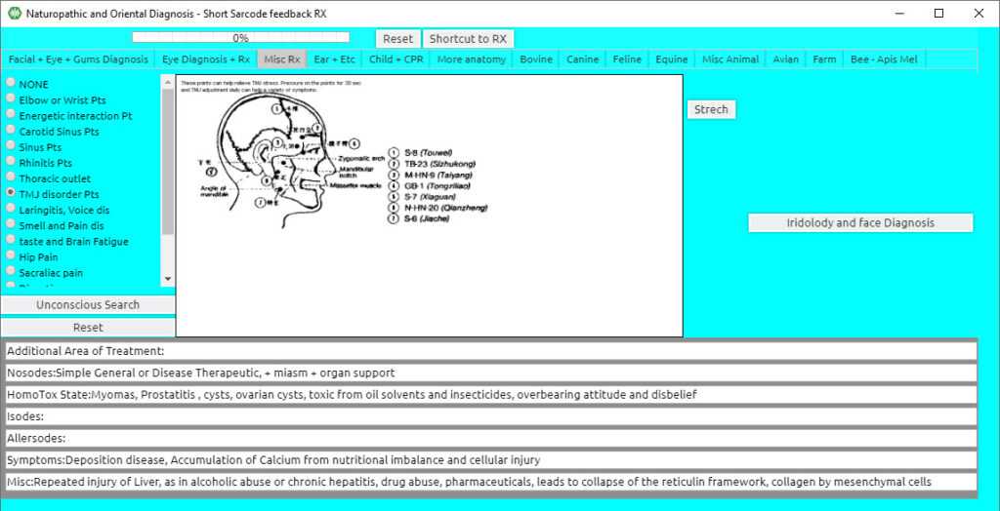 Naturopathic and Oriental Diagnosis - Short Sarcode feedback RX
0%
Reset
Shortcut to RX
Facial + Eye + Gums Diagnosis
Eye Diagnosis + Rx
Misc Rx
Ear + Etc
Child + CPR
More anatomy
Bovine
Canine
Feline
Equine
Misc Animal
Avian
Farm
Bee - Apis Mel
NONE
Elbow or Wrist Pts
Energetic interaction Pt
Carotid Sinus Pts
Sinus Pts
Rhinitis Pts
Thoracic outlet
TMJ disorder Pts
Laringitis, Voice dis
Smell and Pain dis
taste and Brain Fatigue
Hip Pain
Sacraliac pain
Unconscious Search
Reset
These points can help relieve TMJ stress. Pressure on the points for 30 sec
and TMJ adjustment daily can help a variety of symptoms.
Zygomatic arch
Mandibular
notch
Masseter muscle
Angle of
mandible
1 S-8 (Touwei)
2 TB-23 (Sizhukong)
3 M-HN-9 (Taiyang)
4 GB-1 (Tongziliao)
5 S-7 (Xiaguan)
6 N-HN-20 (Qianzheng)
7 S-6 (Jiache)
Strech
Iridolody and face Diagnosis
Additional Area of Treatment:
Nosodes:Simple General or Disease Therapeutic, + miasm + organ support
HomoTox State:Myomas, Prostatitis , cysts, ovarian cysts, toxic from oil solvents and insecticides, overbearing attitude and disbelief
Isodes:
Allersodes:
Symptoms:Deposition disease, Accumulation of Calcium from nutritional imbalance and cellular injury
Misc:Repeated injury of Liver, as in alcoholic abuse or chronic hepatitis, drug abuse, pharmaceuticals, leads to collapse of the reticulin framework, collagen by mesenchymal cells